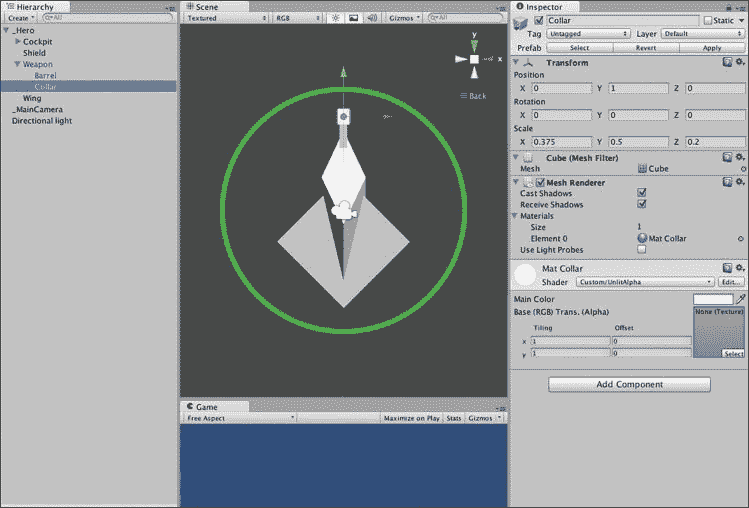 Hierarchy
Create
All
_Hero
Cockpit
Shield
Weapon
Barrel
Collar
Wing
_MainCamera
Directional light
Scene
Textured
RGB
Gizmos
All
y
x
Back
Game
Free Aspect
Maximize on Play
Stats
Gizmos
Inspector
Collar
Static
Tag
Untagged
Layer
Default
Prefab
Select
Revert
Apply
Transform
Position
X 0 Y 1 Z 0
Rotation
X 0 Y 0 Z 0
Scale
X 0.375 Y 0.5 Z 0.2
Cube (Mesh Filter)
Mesh
Cube
Mesh Renderer
Cast Shadows
Receive Shadows
Materials
Size
1
Element 0
Mat Collar
Use Light Probes
Mat Collar
Shader
Custom/UnlitAlpha
Edit...
Main Color
Base (RGB) Trans. (Alpha)
None (Texture)
Tiling
Offset
x 1 0
y 1 0
Select
Add Component